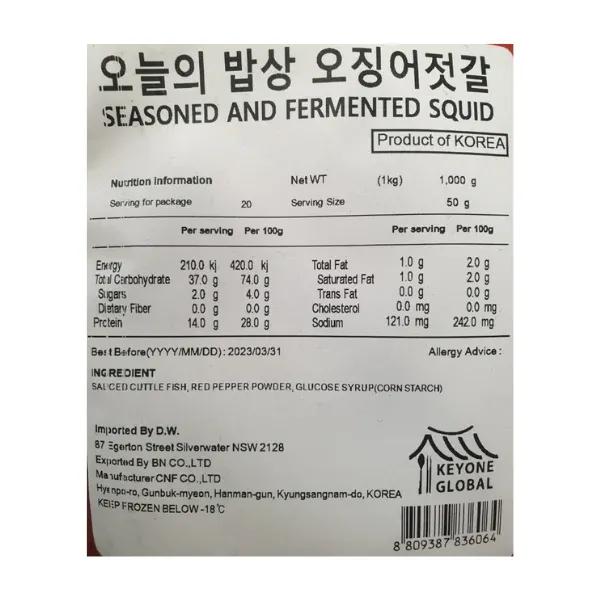 오늘의 밥상 오징어젓갈
SEASONED AND FERMENTED SQUID
Product of KOREA
Nutrition Information Net WT (1kg) 1,000 g
Serving for package 20 Serving Size 50 g
Per serving Per 100g Per serving Per 100g
Energy 210.0 kj 420.0 kj Total Fat 1.0 g 2.0 g
Total Carbohydrate 37.0 g 74.0 g Saturated Fat 1.0 g 2.0 g
Sugars 2.0 g 4.0 g Trans Fat 0.0 g 0.0 g
Dietary Fiber 0.0 g 0.0 g Cholesterol 0.0 mg 0.0 mg
Protein 14.0 g 28.0 g Sodium 121.0 mg 242.0 mg
Best Before(YYYY/MM/DD): 2023/03/31 Allergy Advice :
INGREDIENT
SAUCED CUTTLE FISH, RED PEPPER POWDER, GLUCOSE SYRUP(CORN STARCH)
Imported By D.W.
87 Egerton Street Silverwater NSW 2128
Exported By BN CO.,LTD
Manufacturer CNF CO.,LTD
Gunbuk-myeon, Hanman-gun, Kyungsangnam-do, KOREA
KEEP FROZEN BELOW -18℃
KEYONE
GLOBAL
8 809387 836064